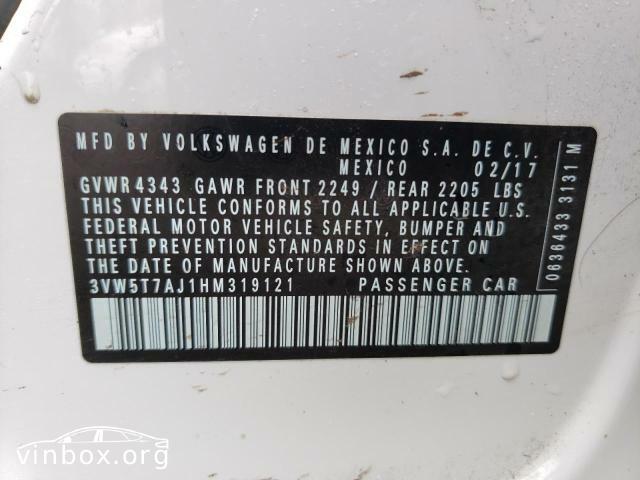 MFD BY VOLKSWAGEN DE MEXICO S.A. DE C.V.
MEXICO 02/17
GVWR 4343 GAWR FRONT 2249 / REAR 2205 LBS
THIS VEHICLE CONFORMS TO ALL APPLICABLE U.S.
FEDERAL MOTOR VEHICLE SAFETY, BUMPER AND
THEFT PREVENTION STANDARDS IN EFFECT ON
THE DATE OF MANUFACTURE SHOWN ABOVE.
3VW5T7AJ1HM319121 PASSENGER CAR
0636433 3131 M
vinbox.org